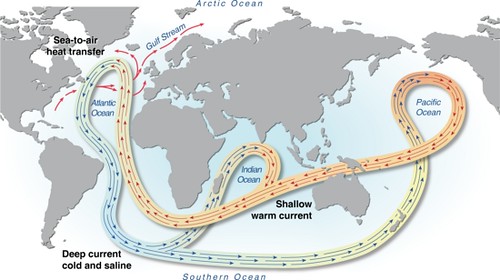 Arctic Ocean
Sea-to-air
heat transfer
Gulf Stream
Atlantic
Ocean
Pacific
Ocean
Indian
Ocean
Shallow
warm current
Deep current
cold and saline
Southern Ocean